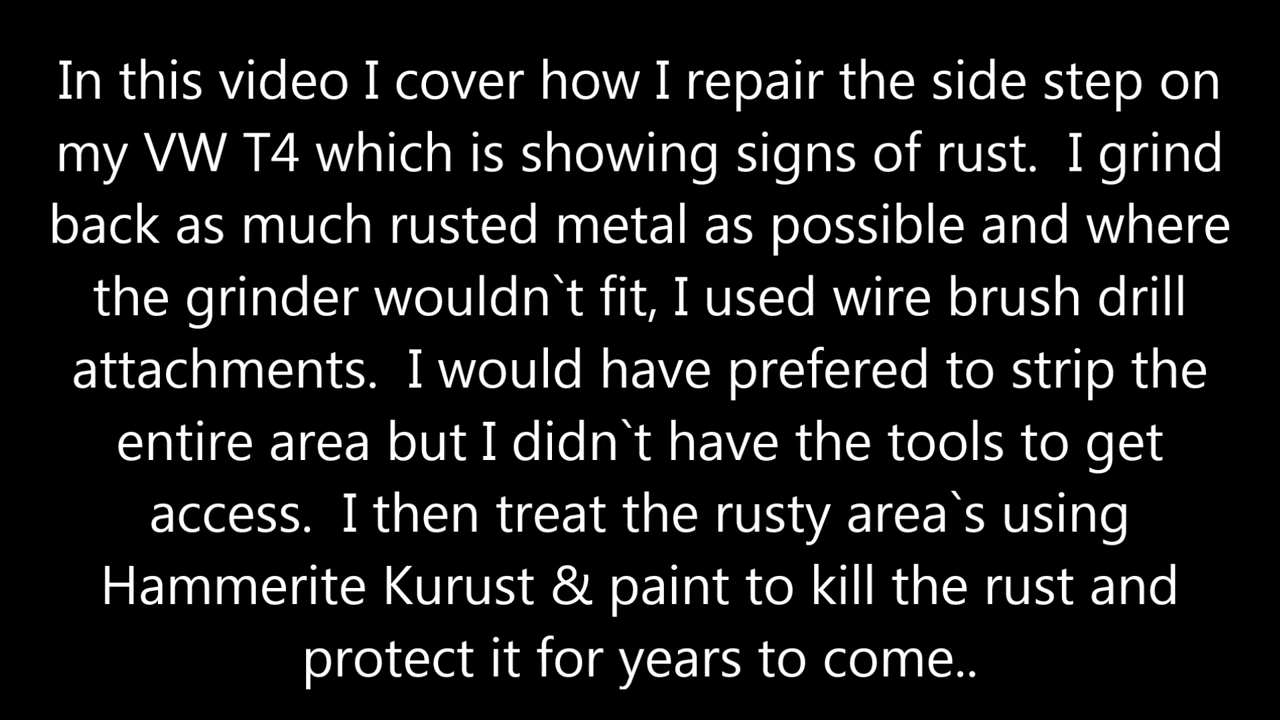 In this video I cover how I repair the side step on
my VW T4 which is showing signs of rust.  I grind
back as much rusted metal as possible and where
the grinder wouldn`t fit, I used wire brush drill
attachments.  I would have prefered to strip the
entire area but I didn`t have the tools to get
access.  I then treat the rusty area`s using
Hammerite Kurust & paint to kill the rust and
protect it for years to come..